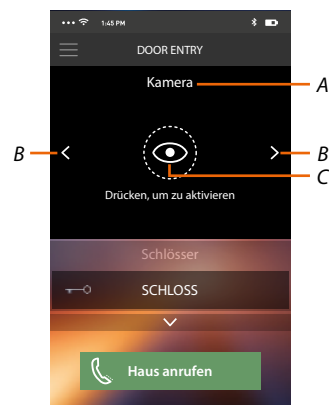 1:45 PM
DOOR ENTRY
Kamera
A
B
B
C
Drücken, um zu aktivieren
Schlösser
SCHLOSS
Haus anrufen